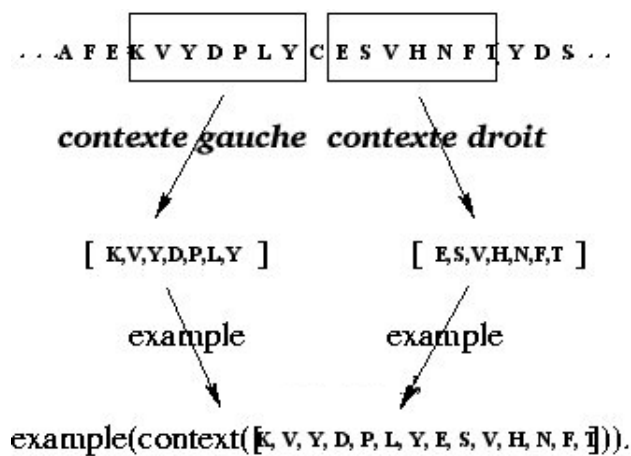 . . . A F E K V Y D P L Y C E S V H N F T Y D S . . .
contexte gauche contexte droit
[ K,V,Y,D,P,L,Y ] [ E,S,V,H,N,F,T ]
example example
example(context([K, V, Y, D, P, L, Y, E, S, V, H, N, F, T])).